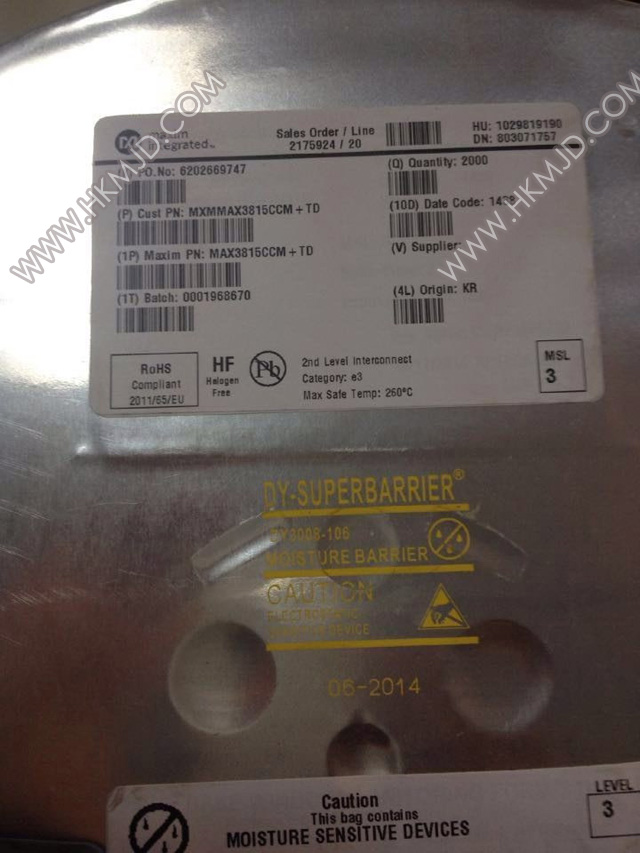 WWW.HKMJD.COM
WWW.HKMJD.COM
maxim
integrated™
Sales Order / Line
2175924 / 20
HU: 1029819190
DN: 803071757
PO.No: 6202669747
(Q) Quantity: 2000
(P) Cust PN: MXMMAX3815CCM+TD
(10D) Date Code:
(1P) Maxim PN: MAX3815CCM+TD
(V) Supplier:
(1T) Batch: 0001968670
(4L) Origin: KR
RoHS
Compliant
2011/65/EU
HF
Halogen
Free
Pb
2nd Level Interconnect
Category: e3
Max Safe Temp: 260°C
MSL
3
DY-SUPERBARRIER®
DY3008-106
MOISTURE BARRIER
CAUTION
DEVICE
06-2014
Caution
This bag contains
MOISTURE SENSITIVE DEVICES
LEVEL
3